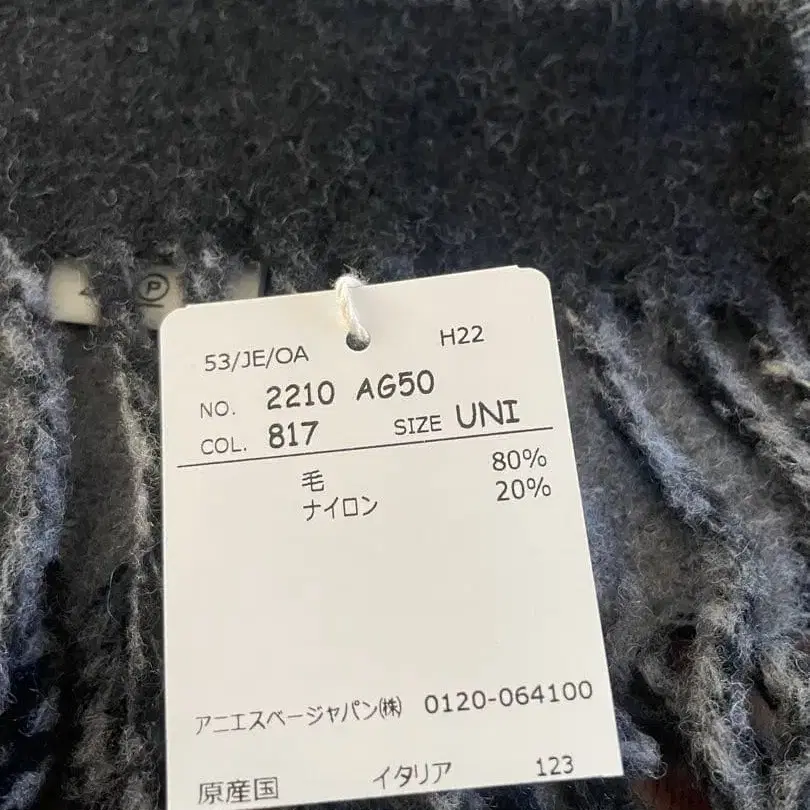 P
53/JE/OA H22
NO. 2210 AG50
COL. 817 SIZE UNI
毛 80%
ナイロン 20%
アニエスベージャパン㈱ 0120-064100
原産国 イタリア 123